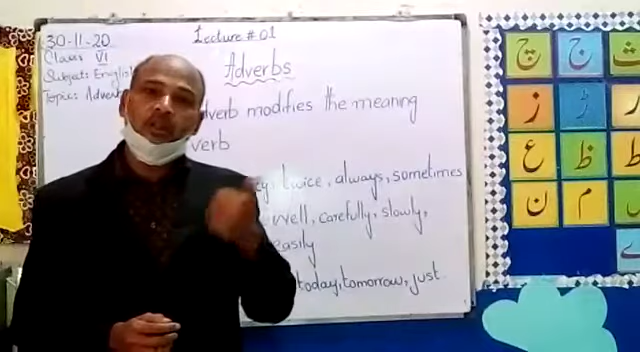 30-11-20
Lecture # 01
Class: VI
Subject: English
Topic: Adverb
Adverbs
modifies the meaning
verb
twice, always, sometimes
well, carefully, slowly,
easily
today, tomorrow, just
چ ج ث
ز ڑ ر
ع ظ ط
ن م ل
ے